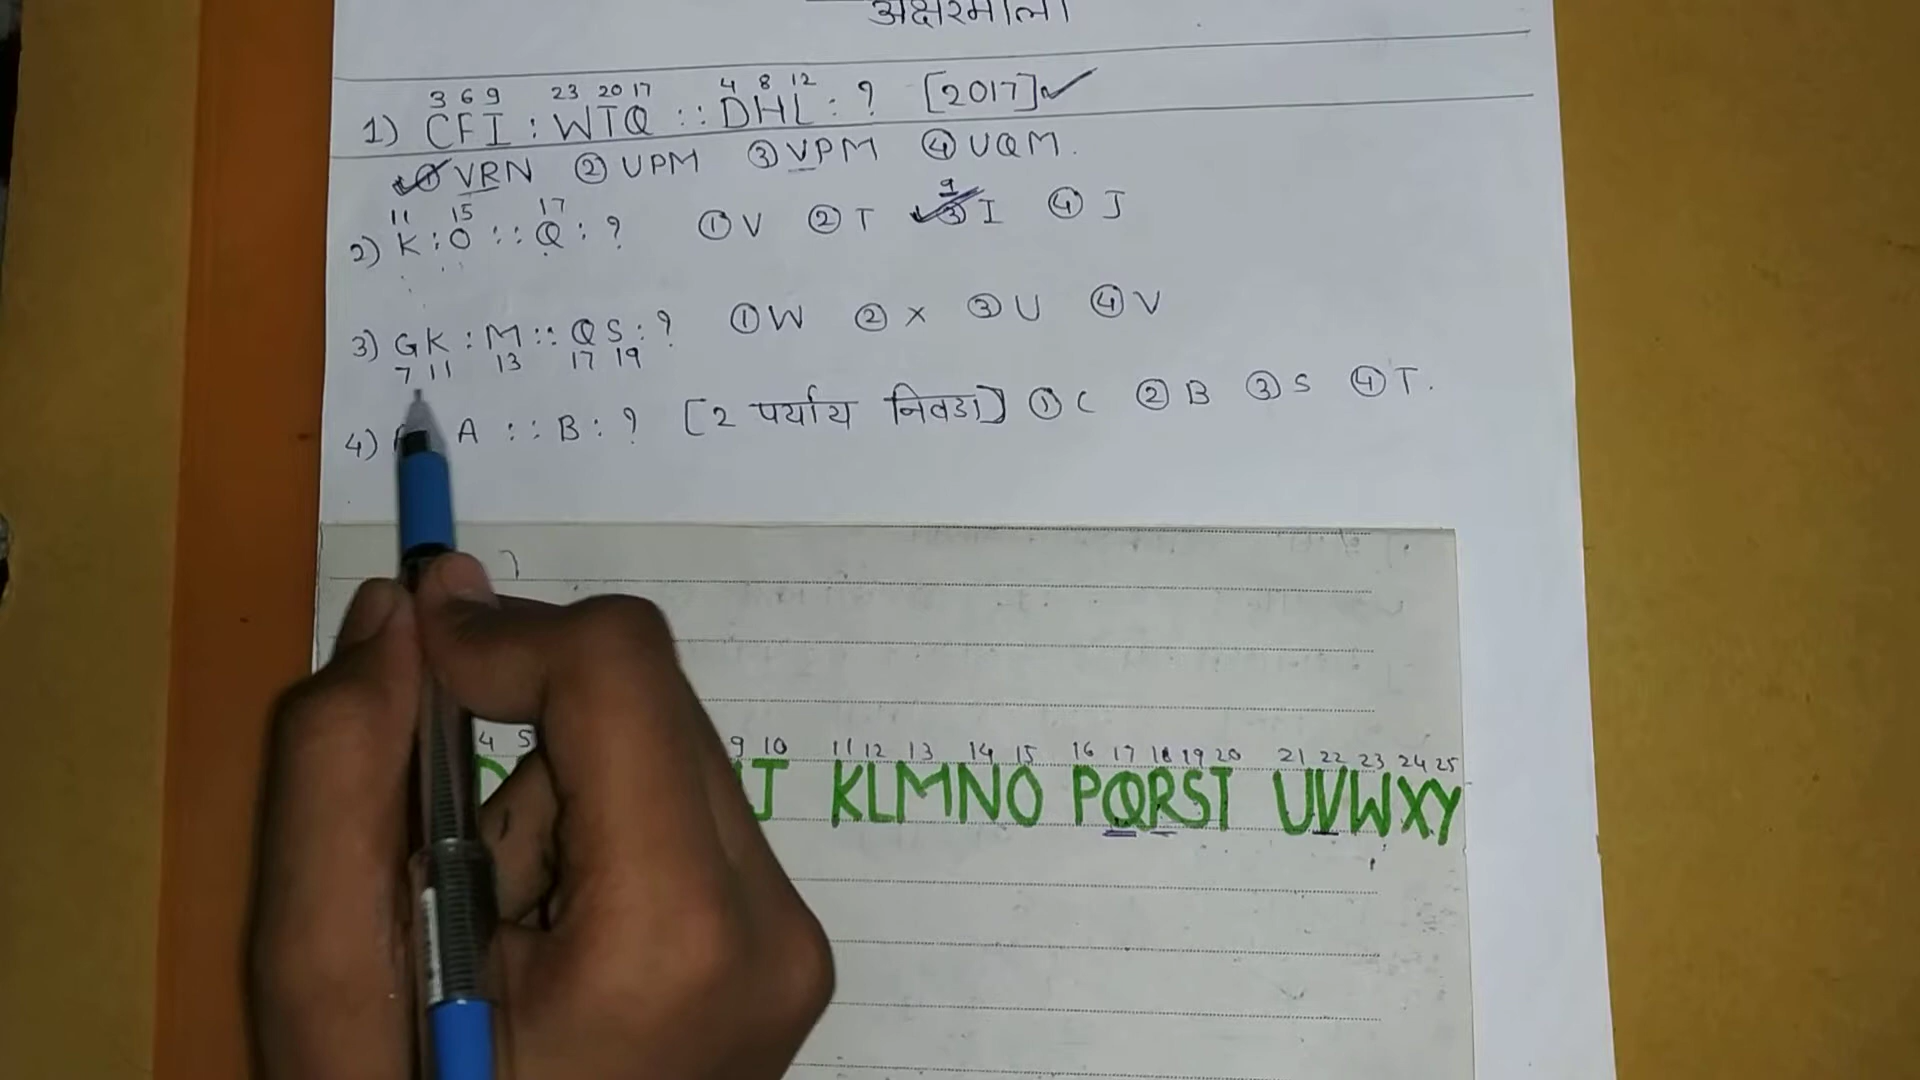 अक्षरमाला
3 6 9 23 20 17 4 8 12
1) CFI : WTQ :: DHL : ? [2017] ✓
① VRN ② UPM ③ VPM ④ UQM.
11 15 17 9
2) K : O :: Q : ? ① V ② T ③ I ④ J
3) GK : M :: QS : ? ① W ② X ③ U ④ V
7 11 13 17 19
4) A :: B : ? [2 पर्याय निवडा] ① C ② B ③ S ④ T.
4 5 9 10 11 12 13 14 15 16 17 18 19 20 21 22 23 24 25
D J KLMNO PQRST UVWXY